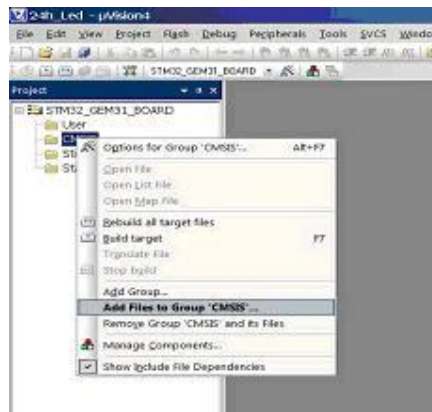 24h_Led - µVision4
File Edit View Project Flash Debug Peripherals Tools SVCS Window
STM32_GEM31_BOARD
Project
STM32_GEM31_BOARD
User
Options for Group 'CMSIS'... Alt+F7
Open File
Open List File
Open Map File
Rebuild all target files
Build target F7
Translate File
Stop build
Add Group...
Add Files to Group 'CMSIS'...
Remove Group 'CMSIS' and its Files
Manage Components...
Show Include File Dependencies